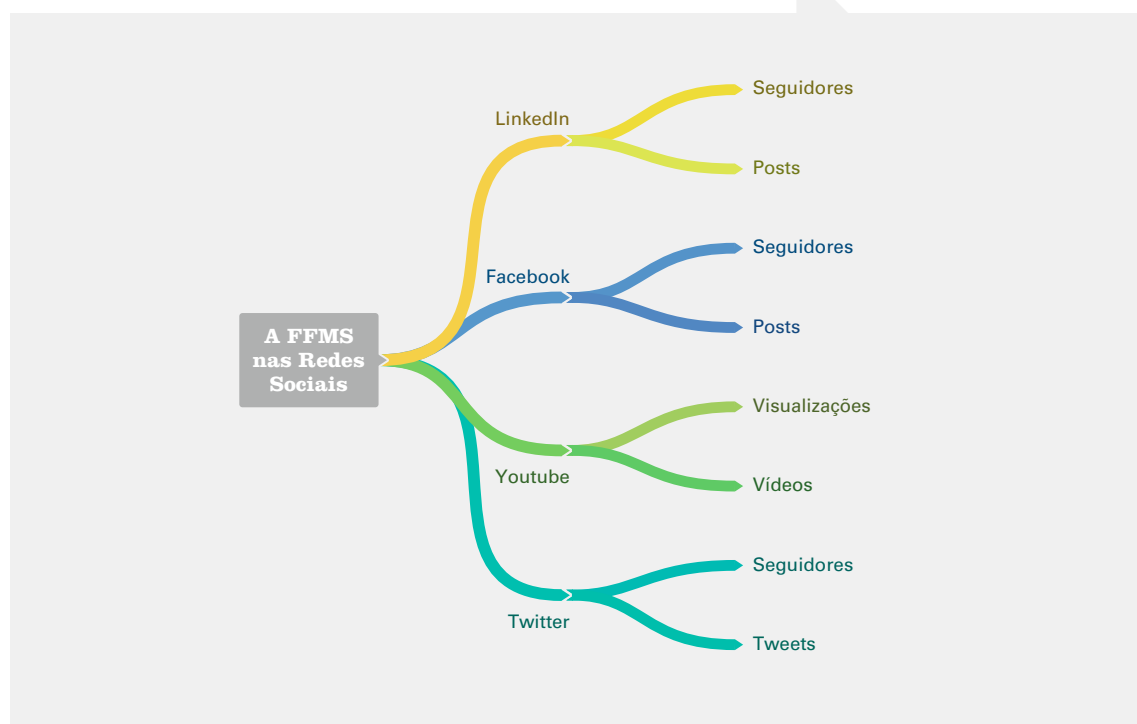 A FFMS
nas Redes
Sociais
LinkedIn
Seguidores
Posts
Facebook
Seguidores
Posts
Youtube
Visualizações
Vídeos
Twitter
Seguidores
Tweets